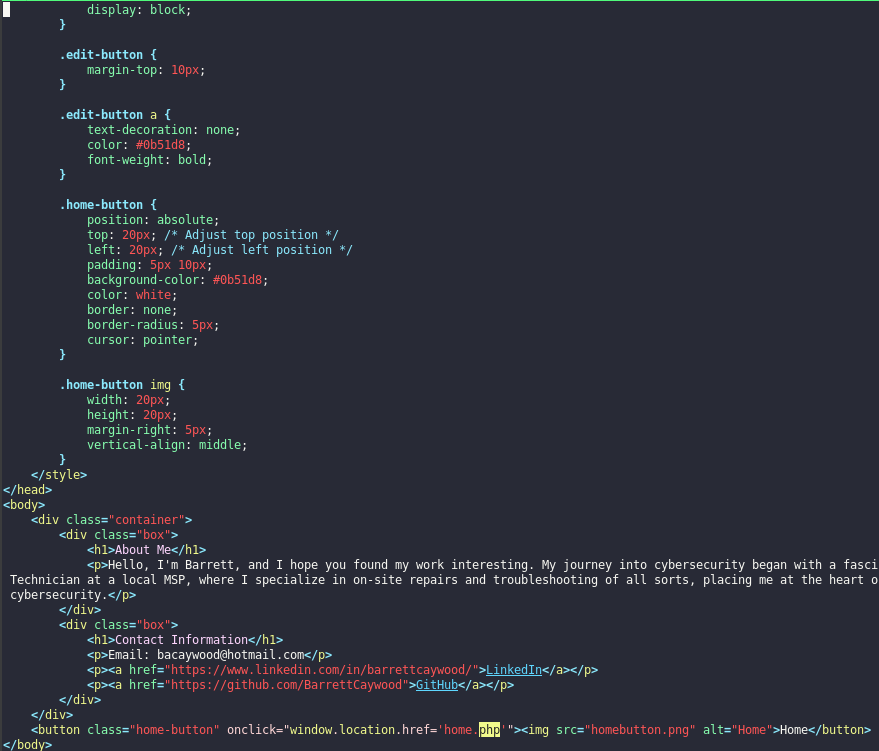 display: block;
        }

        .edit-button {
            margin-top: 10px;
        }

        .edit-button a {
            text-decoration: none;
            color: #0b51d8;
            font-weight: bold;
        }

        .home-button {
            position: absolute;
            top: 20px; /* Adjust top position */
            left: 20px; /* Adjust left position */
            padding: 5px 10px;
            background-color: #0b51d8;
            color: white;
            border: none;
            border-radius: 5px;
            cursor: pointer;
        }

        .home-button img {
            width: 20px;
            height: 20px;
            margin-right: 5px;
            vertical-align: middle;
        }
    </style>
</head>
<body>
    <div class="container">
        <div class="box">
            <h1>About Me</h1>
            <p>Hello, I'm Barrett, and I hope you found my work interesting. My journey into cybersecurity began with a fasci
 Technician at a local MSP, where I specialize in on-site repairs and troubleshooting of all sorts, placing me at the heart o
 cybersecurity.</p>
        </div>
        <div class="box">
            <h1>Contact Information</h1>
            <p>Email: bacaywood@hotmail.com</p>
            <p><a href="https://www.linkedin.com/in/barrettcaywood/">LinkedIn</a></p>
            <p><a href="https://github.com/BarrettCaywood">GitHub</a></p>
        </div>
    </div>
    <button class="home-button" onclick="window.location.href='home.php'"><img src="homebutton.png" alt="Home">Home</button>
</body>